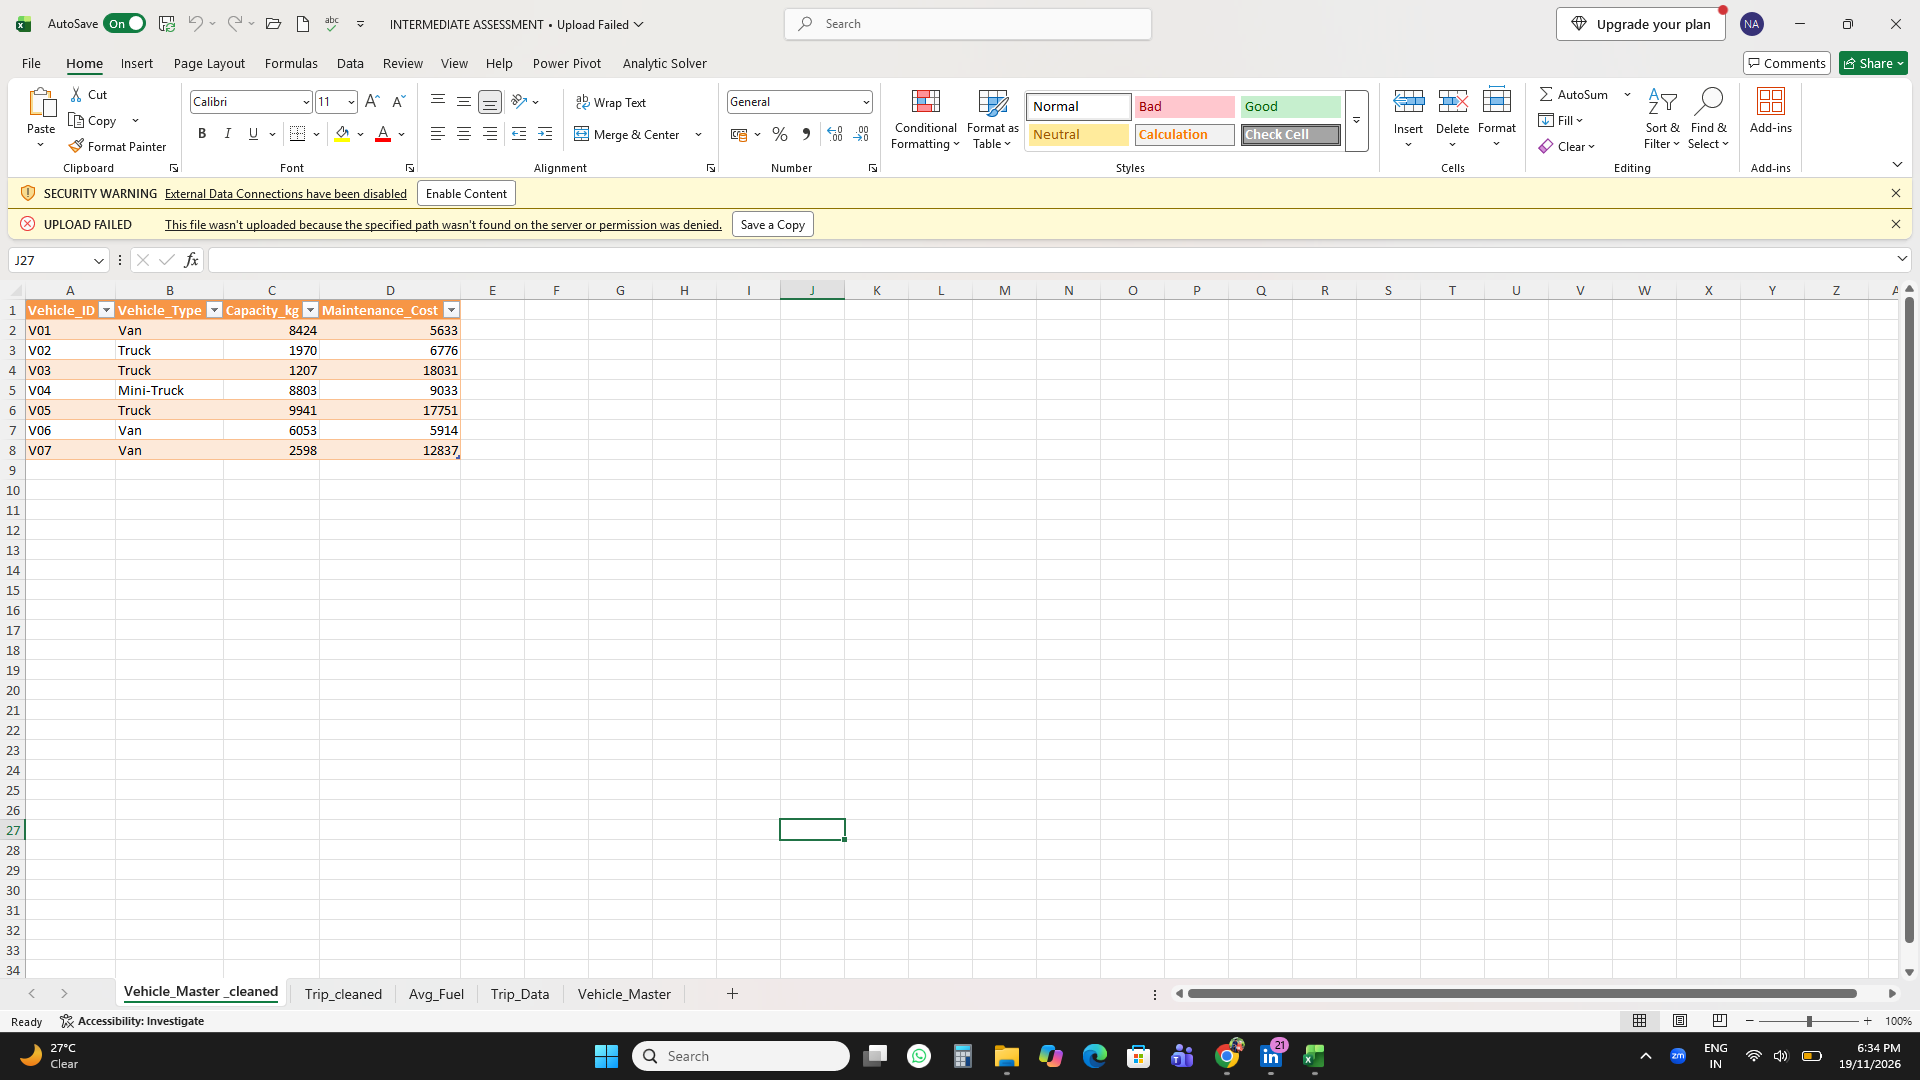 AutoSave On abc INTERMEDIATE ASSESSMENT • Upload Failed Search Upgrade your plan NA
File Home Insert Page Layout Formulas Data Review View Help Power Pivot Analytic Solver Comments Share
Paste Cut Copy Format Painter Clipboard
Calibri 11 A A B I U A Font
Wrap Text Merge & Center Alignment
General % Number
Conditional Formatting Format as Table Normal Bad Good Neutral Calculation Check Cell Styles
Insert Delete Format Cells
AutoSum Fill Clear Sort & Filter Find & Select Editing
Add-ins Add-ins
SECURITY WARNING External Data Connections have been disabled Enable Content
UPLOAD FAILED This file wasn't uploaded because the specified path wasn't found on the server or permission was denied. Save a Copy
J27 fx
A B C D E F G H I J K L M N O P Q R S T U V W X Y Z A
1 Vehicle_ID Vehicle_Type Capacity_kg Maintenance_Cost
2 V01 Van 8424 5633
3 V02 Truck 1970 6776
4 V03 Truck 1207 18031
5 V04 Mini-Truck 8803 9033
6 V05 Truck 9941 17751
7 V06 Van 6053 5914
8 V07 Van 2598 12837
9
10
11
12
13
14
15
16
17
18
19
20
21
22
23
24
25
26
27
28
29
30
31
32
33
34
Vehicle_Master _cleaned Trip_cleaned Avg_Fuel Trip_Data Vehicle_Master
Ready Accessibility: Investigate 100%
27°C
Clear
Search 21 zm
ENG
IN
6:34 PM
19/11/2026